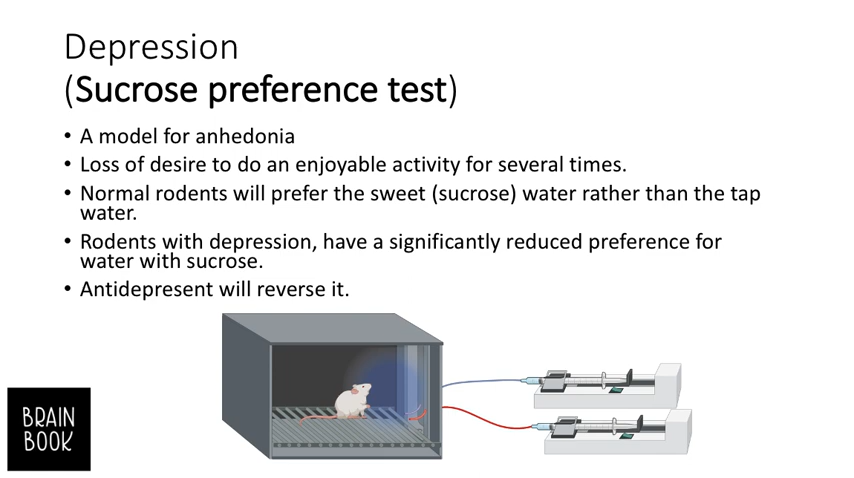 Depression
(Sucrose preference test)
• A model for anhedonia
• Loss of desire to do an enjoyable activity for several times.
• Normal rodents will prefer the sweet (sucrose) water rather than the tap
water.
• Rodents with depression, have a significantly reduced preference for
water with sucrose.
• Antidepresent will reverse it.
BRAIN
BOOK